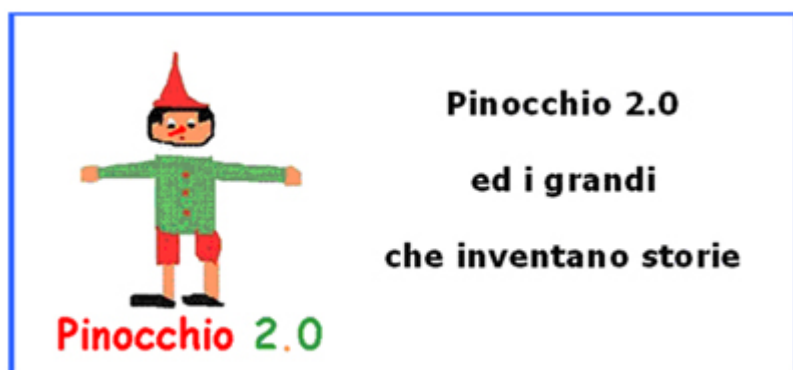 Pinocchio 2.0
ed i grandi
che inventano storie
Pinocchio 2.0